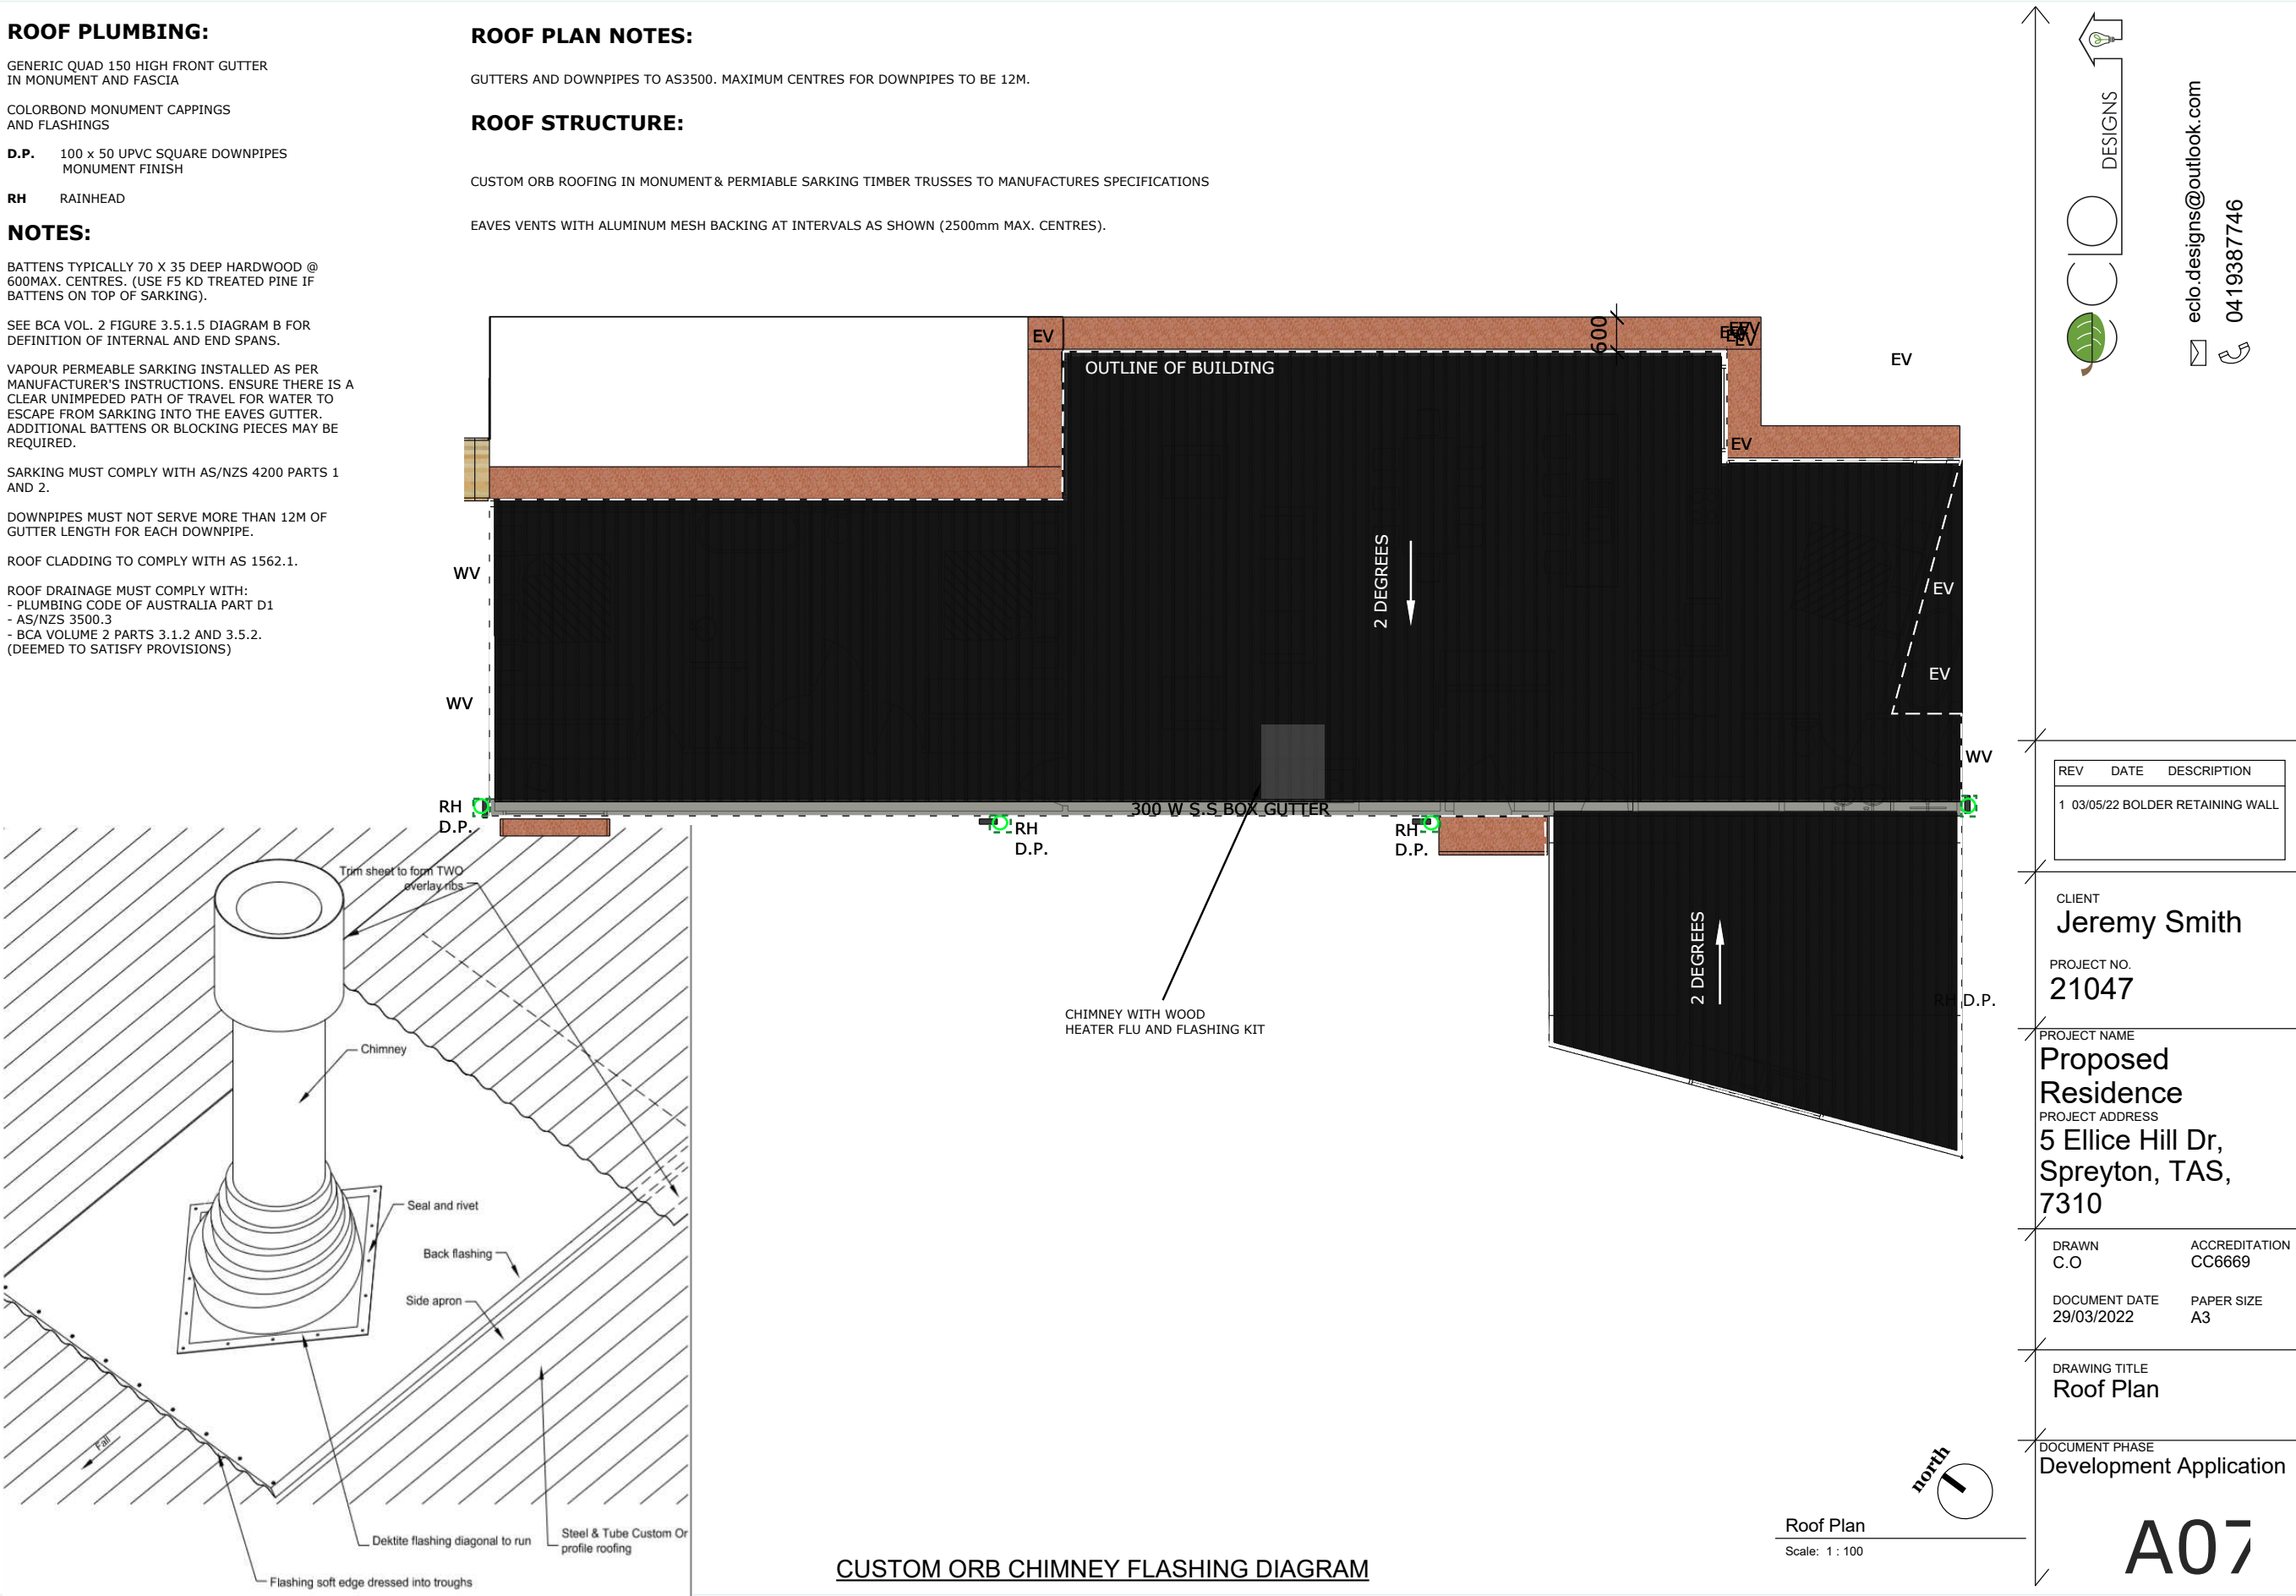 ROOF PLUMBING:
GENERIC QUAD 150 HIGH FRONT GUTTER
IN MONUMENT AND FASCIA
COLORBOND MONUMENT CAPPINGS
AND FLASHINGS
D.P. 100 x 50 UPVC SQUARE DOWNPIPES
MONUMENT FINISH
RH RAINHEAD
NOTES:
BATTENS TYPICALLY 70 X 35 DEEP HARDWOOD @
600MAX. CENTRES. (USE F5 KD TREATED PINE IF
BATTENS ON TOP OF SARKING).
SEE BCA VOL. 2 FIGURE 3.5.1.5 DIAGRAM B FOR
DEFINITION OF INTERNAL AND END SPANS.
VAPOUR PERMEABLE SARKING INSTALLED AS PER
MANUFACTURER'S INSTRUCTIONS. ENSURE THERE IS A
CLEAR UNIMPEDED PATH OF TRAVEL FOR WATER TO
ESCAPE FROM SARKING INTO THE EAVES GUTTER.
ADDITIONAL BATTENS OR BLOCKING PIECES MAY BE
REQUIRED.
SARKING MUST COMPLY WITH AS/NZS 4200 PARTS 1
AND 2.
DOWNPIPES MUST NOT SERVE MORE THAN 12M OF
GUTTER LENGTH FOR EACH DOWNPIPE.
ROOF CLADDING TO COMPLY WITH AS 1562.1.
ROOF DRAINAGE MUST COMPLY WITH:
- PLUMBING CODE OF AUSTRALIA PART D1
- AS/NZS 3500.3
- BCA VOLUME 2 PARTS 3.1.2 AND 3.5.2.
(DEEMED TO SATISFY PROVISIONS)
ROOF PLAN NOTES:
GUTTERS AND DOWNPIPES TO AS3500. MAXIMUM CENTRES FOR DOWNPIPES TO BE 12M.
ROOF STRUCTURE:
CUSTOM ORB ROOFING IN MONUMENT & PERMIABLE SARKING TIMBER TRUSSES TO MANUFACTURES SPECIFICATIONS
EAVES VENTS WITH ALUMINUM MESH BACKING AT INTERVALS AS SHOWN (2500mm MAX. CENTRES).
EV
600
EV
EV
OUTLINE OF BUILDING
EV
WV
2 DEGREES
EV
WV
EV
WV
RH
D.P.
300 W S.S BOX GUTTER
RH
D.P.
RH
D.P.
2 DEGREES
RH D.P.
CHIMNEY WITH WOOD
HEATER FLU AND FLASHING KIT
Trim sheet to form TWO
overlay ribs
Chimney
Seal and rivet
Back flashing
Side apron
Fall
Dektite flashing diagonal to run
Steel & Tube Custom Or
profile roofing
Flashing soft edge dressed into troughs
CUSTOM ORB CHIMNEY FLASHING DIAGRAM
north
Roof Plan
Scale: 1 : 100
DESIGNS
eclo.designs@outlook.com
0419387746
REV DATE DESCRIPTION
1 03/05/22 BOLDER RETAINING WALL
CLIENT
Jeremy Smith
PROJECT NO.
21047
PROJECT NAME
Proposed
Residence
PROJECT ADDRESS
5 Ellice Hill Dr,
Spreyton, TAS,
7310
DRAWN ACCREDITATION
C.O CC6669
DOCUMENT DATE PAPER SIZE
29/03/2022 A3
DRAWING TITLE
Roof Plan
DOCUMENT PHASE
Development Application
A07